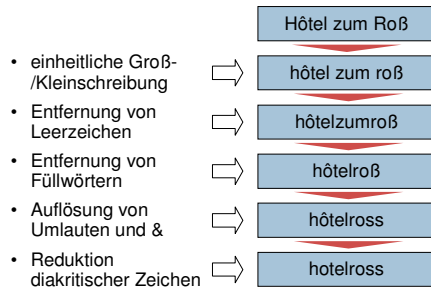 Hôtel zum Roß
• einheitliche Groß-
/Kleinschreibung
hôtel zum roß
• Entfernung von
Leerzeichen
hôtelzumroß
• Entfernung von
Füllwörtern
hôtelroß
• Auflösung von
Umlauten und &
hôtelross
• Reduktion
diakritischer Zeichen
hotelross